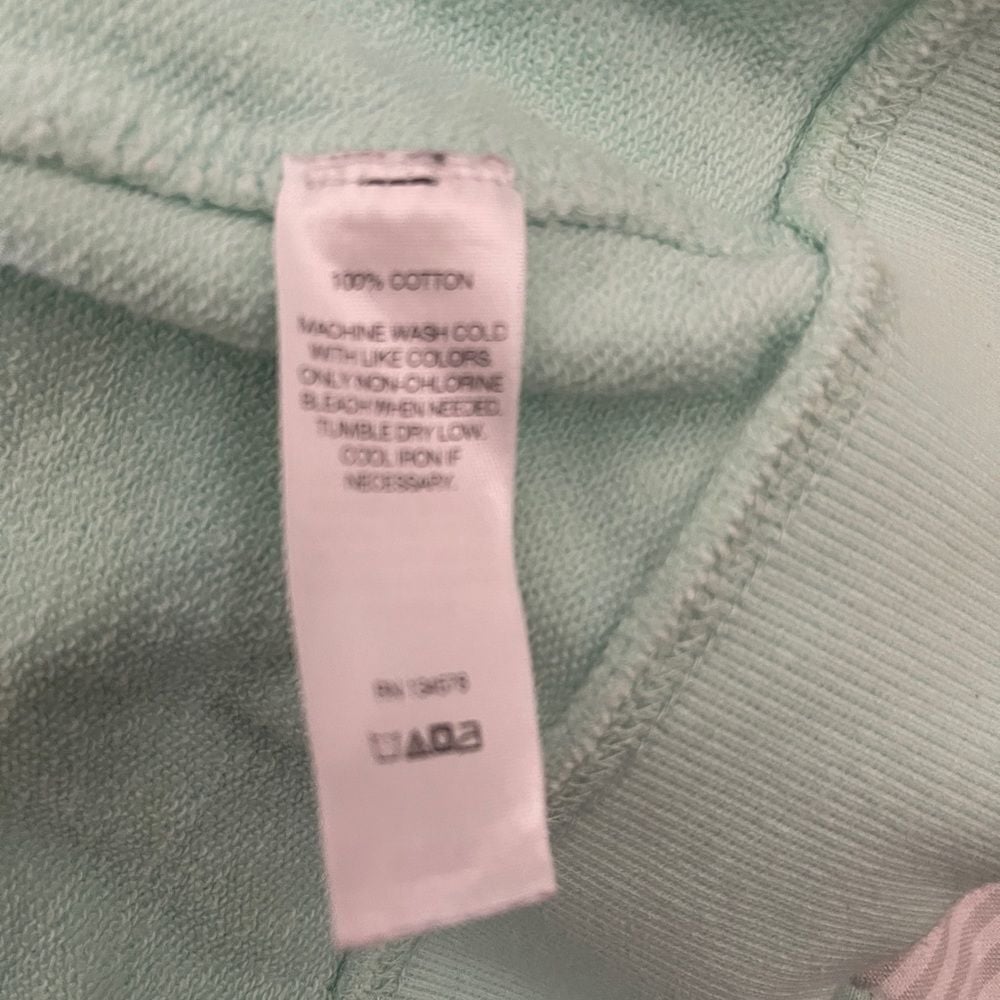 100% COTTON
MACHINE WASH COLD
WITH LIKE COLORS.
ONLY NON-CHLORINE
BLEACH WHEN NEEDED.
TUMBLE DRY LOW.
COOL IRON IF
NECESSARY.
RN